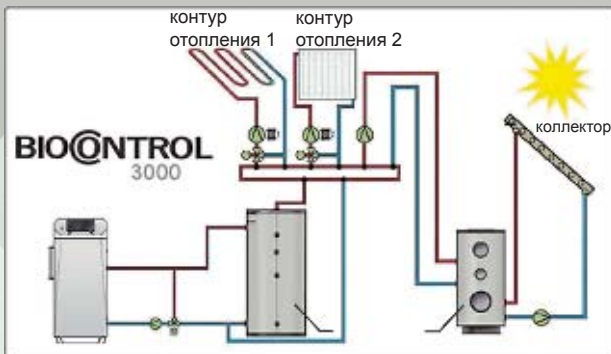 контур
отопления 1
контур
отопления 2
коллектор
BIOCONTROL
3000